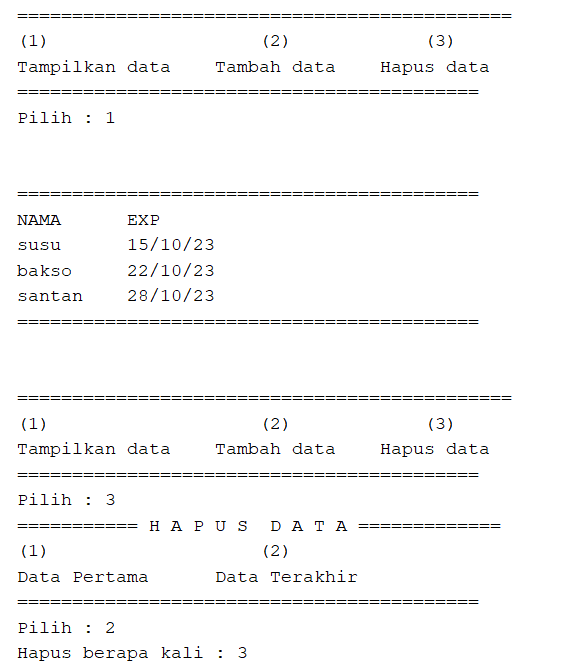 =============================================
(1)                    (2)             (3)
Tampilkan data    Tambah data    Hapus data
==========================================
Pilih : 1
==========================================
NAMA      EXP
susu      15/10/23
bakso     22/10/23
santan    28/10/23
==========================================
=============================================
(1)                    (2)             (3)
Tampilkan data    Tambah data    Hapus data
==========================================
Pilih : 3
=========== H A P U S  D A T A =============
(1)                    (2)
Data Pertama      Data Terakhir
==========================================
Pilih : 2
Hapus berapa kali : 3